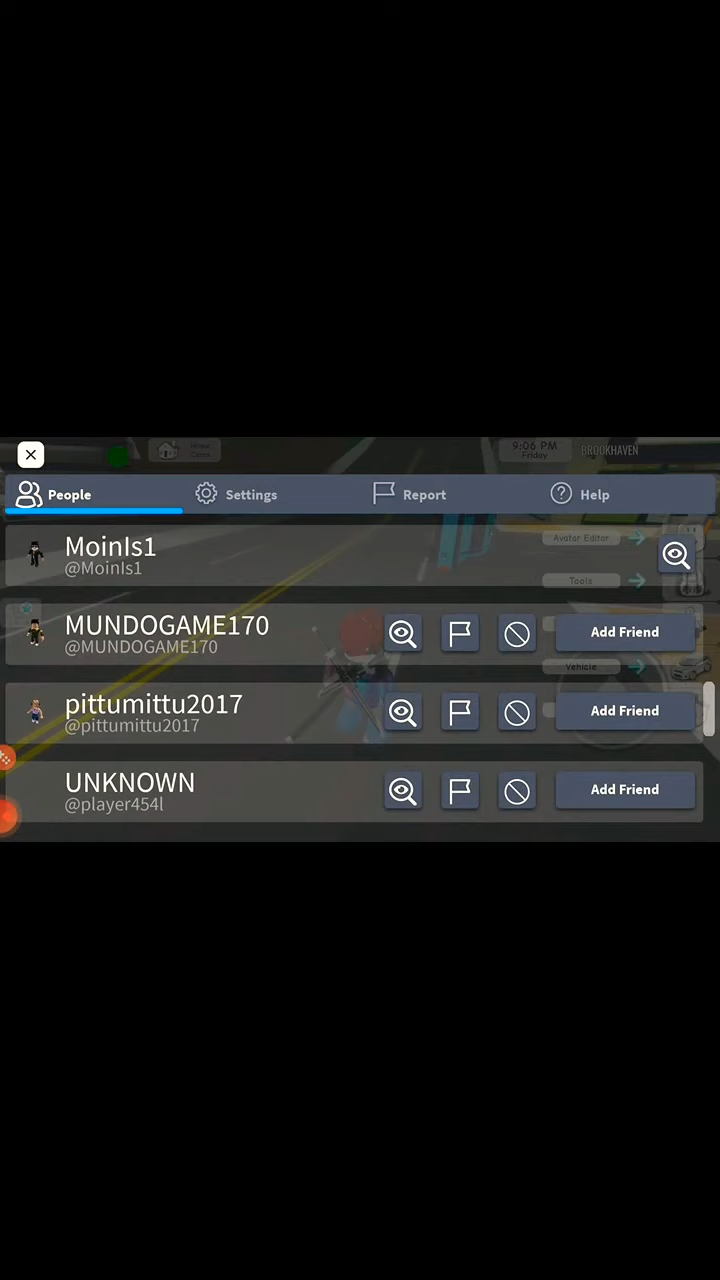 House
9:06 PM
Friday
BROOKHAVEN
People
Settings
Report
Help
MoinIs1
@MoinIs1
Avatar Editor
Tools
MUNDOGAME170
@MUNDOGAME170
Add Friend
Vehicle
pittumittu2017
@pittumittu2017
Add Friend
UNKNOWN
@player454l
Add Friend